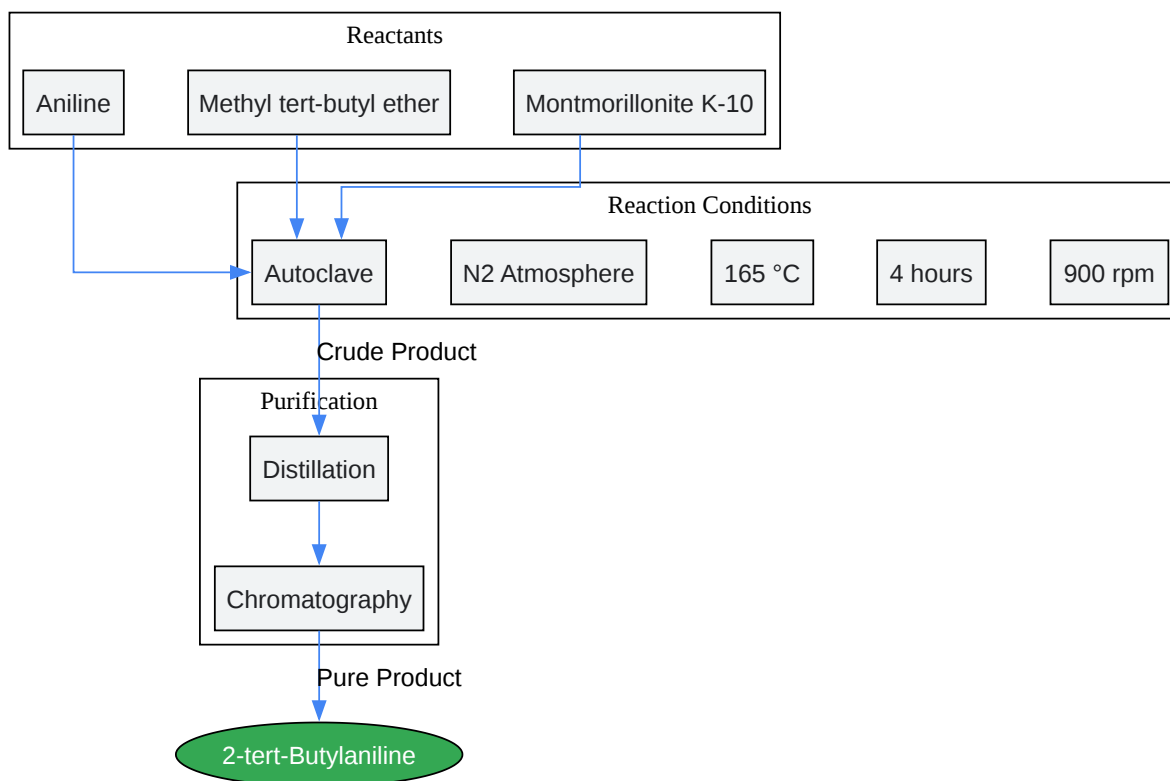 Reactants
Aniline
Methyl tert-butyl ether
Montmorillonite K-10
Reaction Conditions
Autoclave
N2 Atmosphere
165 °C
4 hours
900 rpm
Crude Product
Purification
Distillation
Chromatography
Pure Product
2-tert-Butylaniline